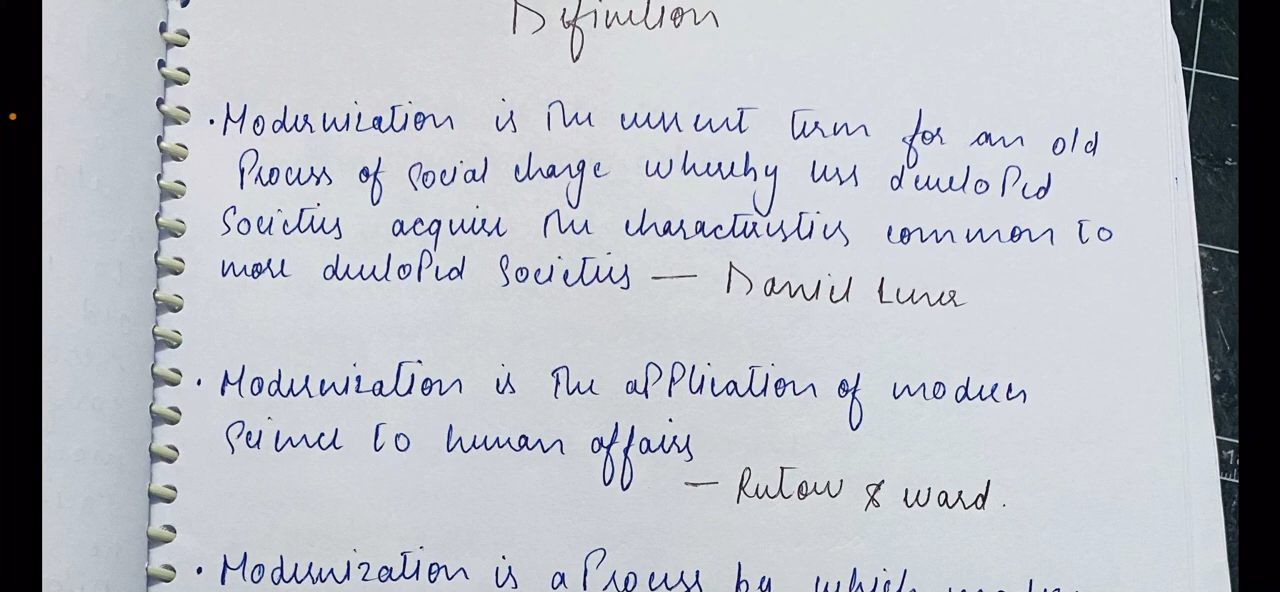 Definition
• Modernization is the current term for an old
Process of social change whereby less developed
Societies acquire the characteristics common to
more developed Societies — Daniel Lerner
• Modernization is the application of modern
Science to human affairs
— Rutow & ward.
• Modernization is a Process by which